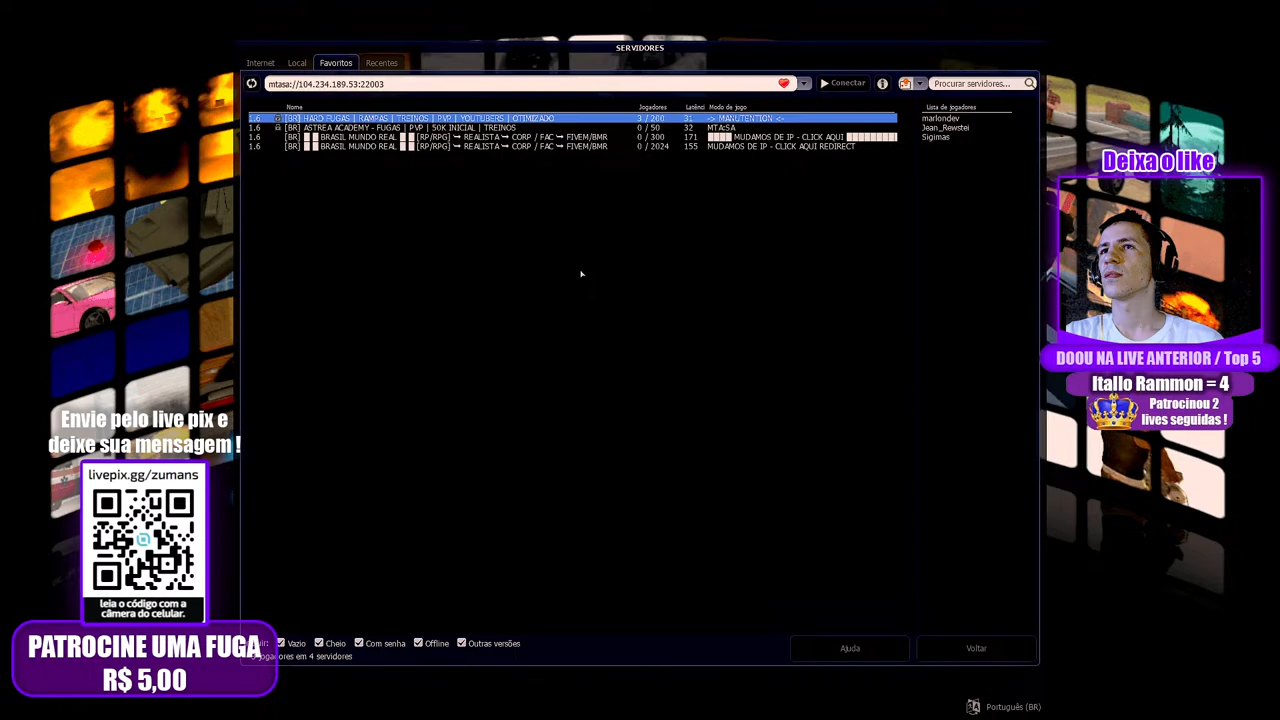 SERVIDORES
Internet Local Favoritos Recentes
mtasa://104.234.189.53:22003
Conectar
Procurar servidores...
Nome Jogadores Latênci Modo de jogo Lista de jogadores
1.6 [BR] HARD FUGAS | RAMPAS | TREINOS | PVP | YOUTUBERS | OTIMIZADO 3 / 200 31 -> MANUTENTION <- marlondev
1.6 [BR] ASTREA ACADEMY - FUGAS | PVP | 50K INICIAL | TREINOS 0 / 50 32 MTA:SA Jean_Rewstei
1.6 [BR] BRASIL MUNDO REAL [RP/RPG] ↪ REALISTA ↪ CORP / FAC ↪ FIVEM/BMR 0 / 300 171 MUDAMOS DE IP - CLICK AQUI Sigimas
1.6 [BR] BRASIL MUNDO REAL [RP/RPG] ↪ REALISTA ↪ CORP / FAC ↪ FIVEM/BMR 0 / 2024 155 MUDAMOS DE IP - CLICK AQUI REDIRECT
Deixa o like
DOOU NA LIVE ANTERIOR / Top 5
Itallo Rammon = 4
Patrocinou 2
lives seguidas !
Envie pelo live pix e
deixe sua mensagem !
livepix.gg/zumans
leia o código com a
câmera do celular.
PATROCINE UMA FUGA
R$ 5,00
Vazio Cheio Com senha Offline Outras versões
em 4 servidores
Ajuda Voltar
Português (BR)